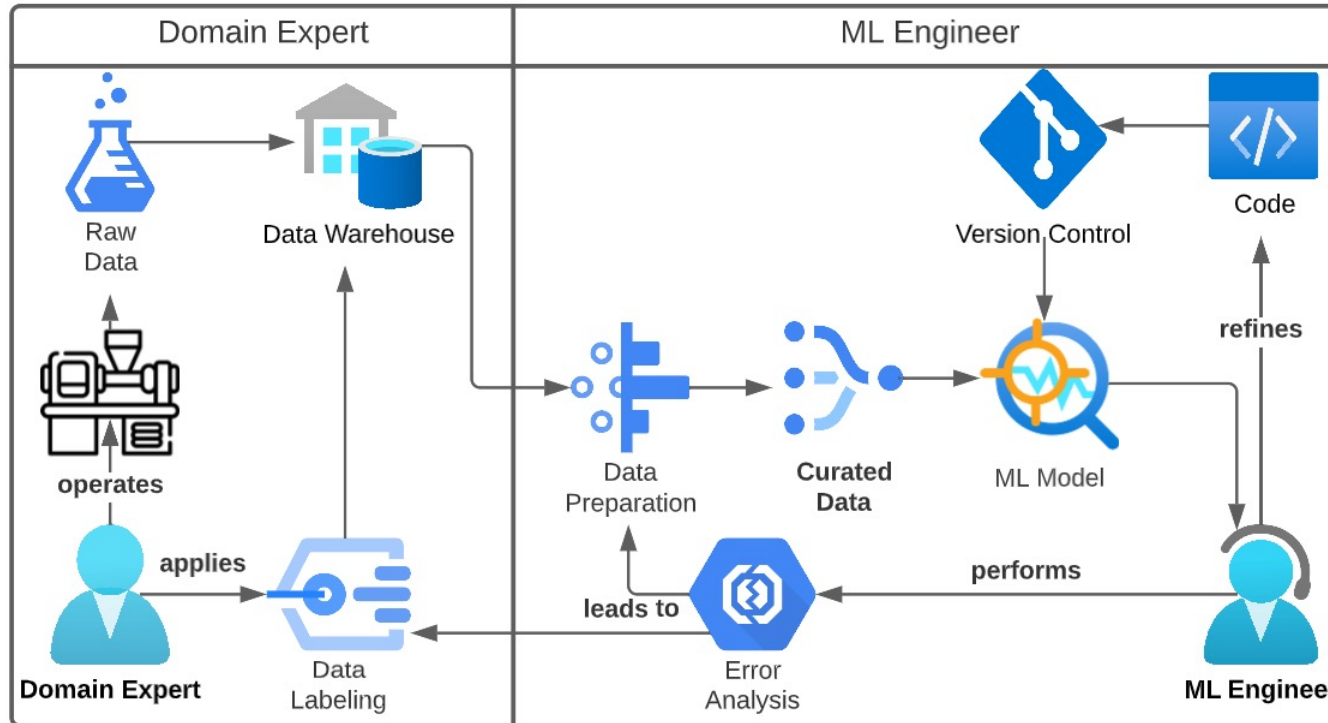 Domain Expert
ML Engineer
Raw
Data
Data Warehouse
Version Control
Code
refines
operates
Data
Preparation
Curated
Data
ML Model
applies
leads to
performs
Domain Expert
Data
Labeling
Error
Analysis
ML Enginee